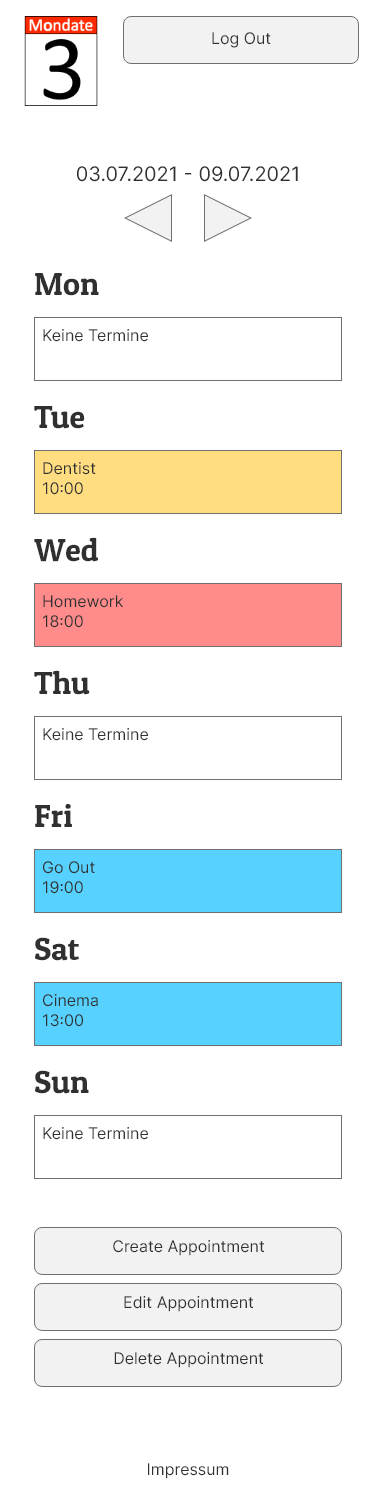 Mondate
3
Log Out
03.07.2021 - 09.07.2021
Mon
Keine Termine
Tue
Dentist
10:00
Wed
Homework
18:00
Thu
Keine Termine
Fri
Go Out
19:00
Sat
Cinema
13:00
Sun
Keine Termine
Create Appointment
Edit Appointment
Delete Appointment
Impressum